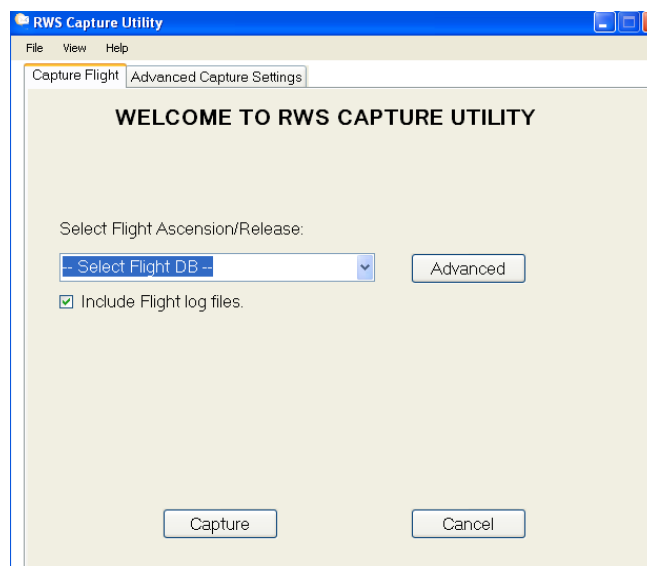 RWS Capture Utility
File View Help
Capture Flight Advanced Capture Settings
WELCOME TO RWS CAPTURE UTILITY
Select Flight Ascension/Release:
-- Select Flight DB -- Advanced
Include Flight log files.
Capture Cancel